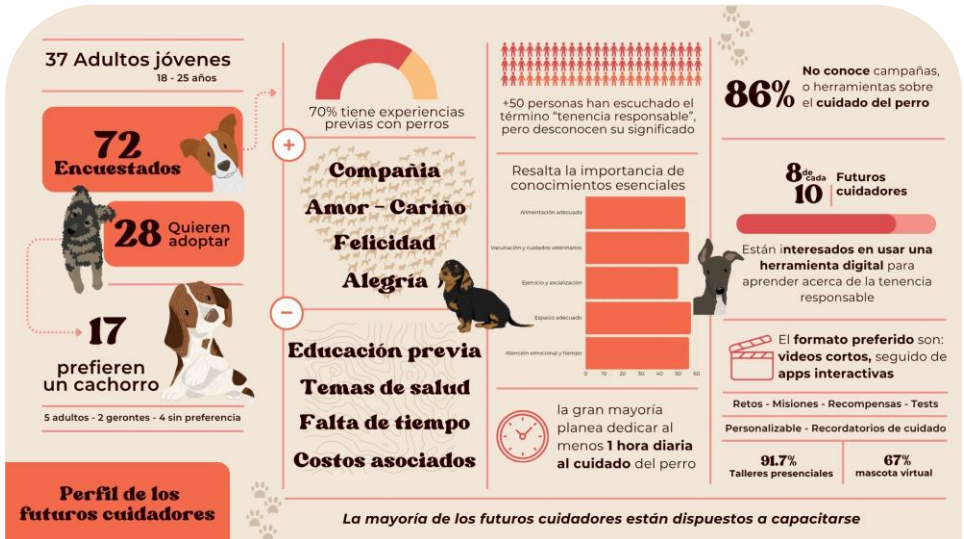 37 Adultos jóvenes
18 - 25 años
72
Encuestados
28
Quieren
adoptar
17
prefieren
un cachorro
5 adultos - 2 gerontes - 4 sin preferencia
Perfil de los
futuros cuidadores
70% tiene experiencias
previas con perros
+
Compañia
Amor – Cariño
Felicidad
Alegría
–
Educación previa
Temas de salud
Falta de tiempo
Costos asociados
+50 personas han escuchado el
término “tenencia responsable”,
pero desconocen su significado
Resalta la importancia de
conocimientos esenciales
Alimentación adecuada
Vacunación y cuidados veterinarios
Ejercicio y socialización
Espacio adecuado
Atención emocional y tiempo
0 10 20 30 40 50 60
la gran mayoría
planea dedicar al
menos 1 hora diaria
al cuidado del perro
86%
No conoce campañas,
o herramientas sobre
el cuidado del perro
8 de cada 10
Futuros
cuidadores
Están interesados en usar una
herramienta digital para
aprender acerca de la tenencia
responsable
El formato preferido son:
videos cortos, seguido de
apps interactivas
Retos - Misiones - Recompensas - Tests
Personalizable - Recordatorios de cuidado
91.7%
Talleres presenciales
67%
mascota virtual
La mayoría de los futuros cuidadores están dispuestos a capacitarse